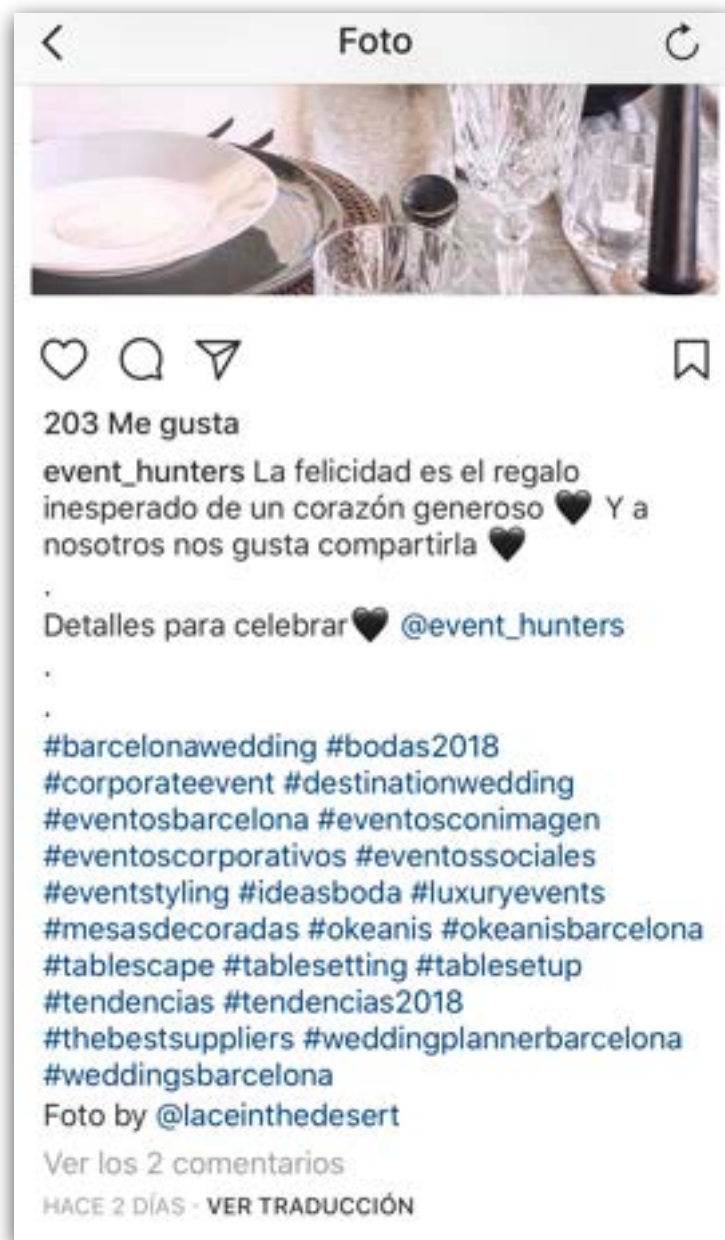 Foto
203 Me gusta
event_hunters La felicidad es el regalo
inesperado de un corazón generoso 🖤 Y a
nosotros nos gusta compartirla 🖤
.
Detalles para celebrar🖤 @event_hunters
.
.
#barcelonawedding #bodas2018
#corporateevent #destinationwedding
#eventosbarcelona #eventosconimagen
#eventoscorporativos #eventossociales
#eventstyling #ideasboda #luxuryevents
#mesasdecoradas #okeanis #okeanisbarcelona
#tablescape #tablesetting #tablesetup
#tendencias #tendencias2018
#thebestsuppliers #weddingplannerbarcelona
#weddingsbarcelona
Foto by @laceinthedesert
Ver los 2 comentarios
HACE 2 DÍAS · VER TRADUCCIÓN